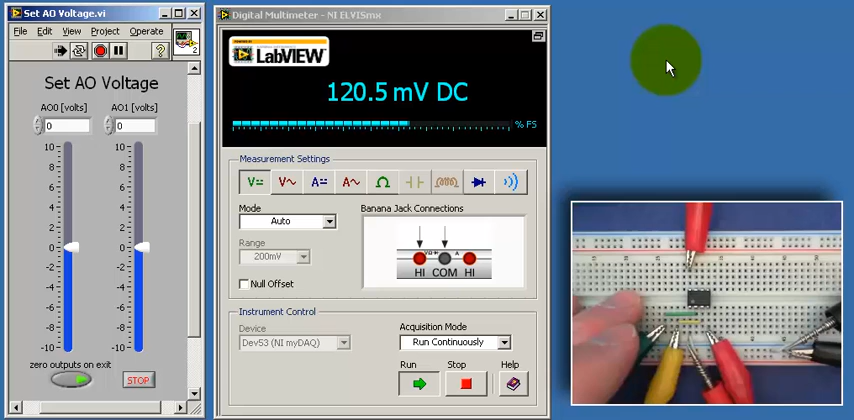 Set AO Voltage.vi
File Edit View Project Operate
2
Set AO Voltage
AO0 [volts] AO1 [volts]
0 0
10 10
8 8
6 6
4 4
2 2
0 0
-2 -2
-4 -4
-6 -6
-8 -8
-10 -10
zero outputs on exit
STOP
Digital Multimeter - NI ELVISmx
LabVIEW
120.5 mV DC
% FS
Measurement Settings
V V A A Ω
Mode
Auto
Range
200mV
Null Offset
Banana Jack Connections
VΩ A
HI COM HI
Instrument Control
Device
Dev53 (NI myDAQ)
Acquisition Mode
Run Continuously
Run Stop Help